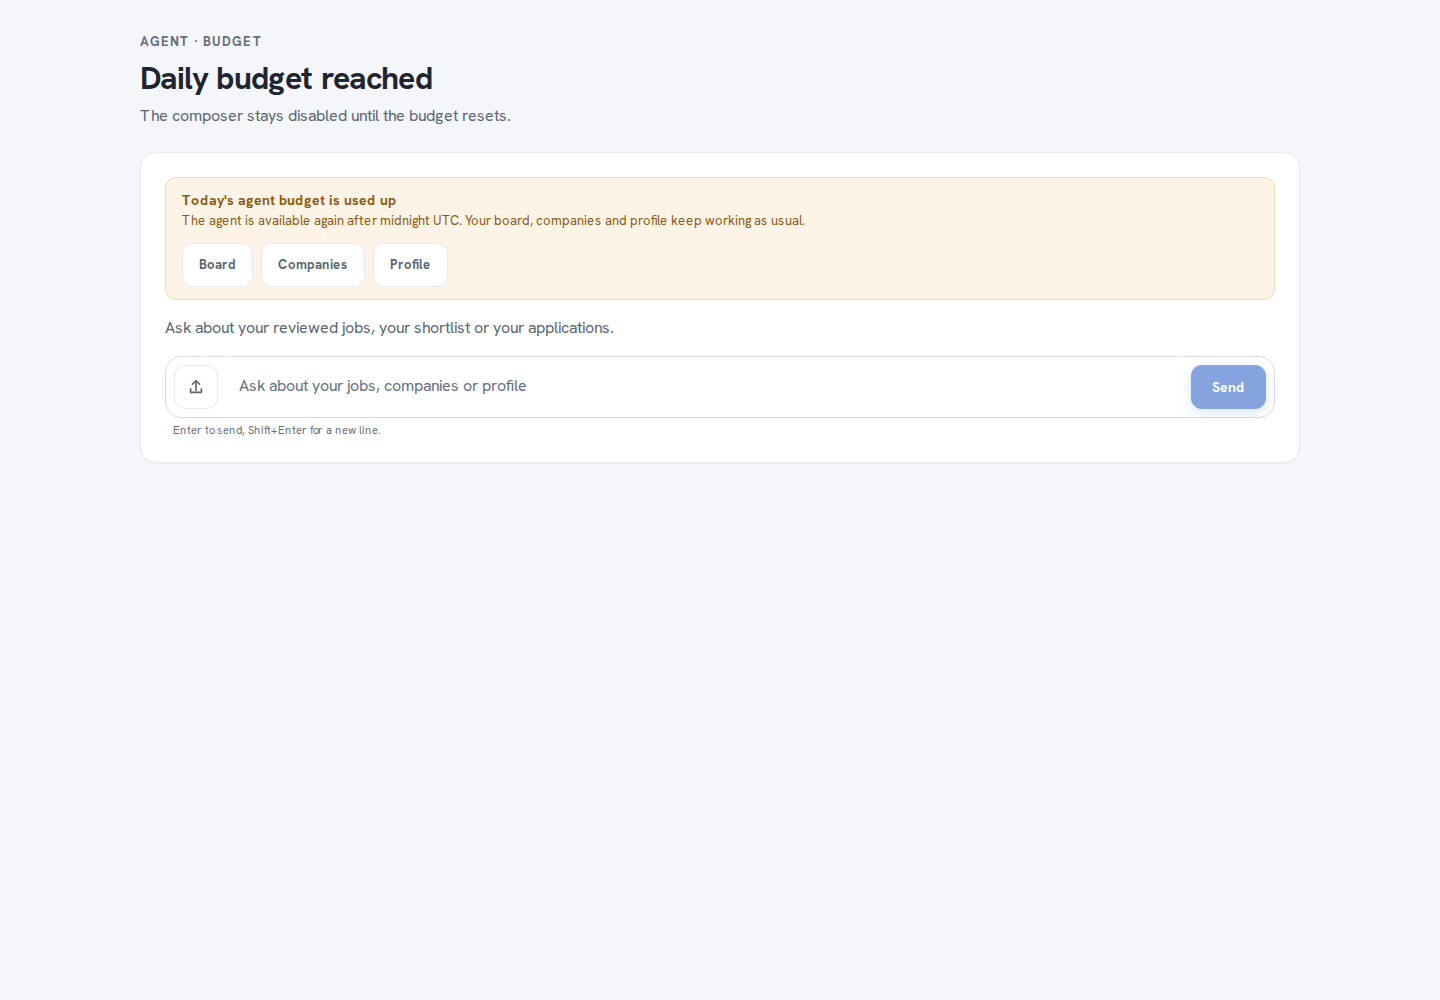 AGENT · BUDGET
Daily budget reached
The composer stays disabled until the budget resets.
Today's agent budget is used up
The agent is available again after midnight UTC. Your board, companies and profile keep working as usual.
Board Companies Profile
Ask about your reviewed jobs, your shortlist or your applications.
Ask about your jobs, companies or profile Send
Enter to send, Shift+Enter for a new line.